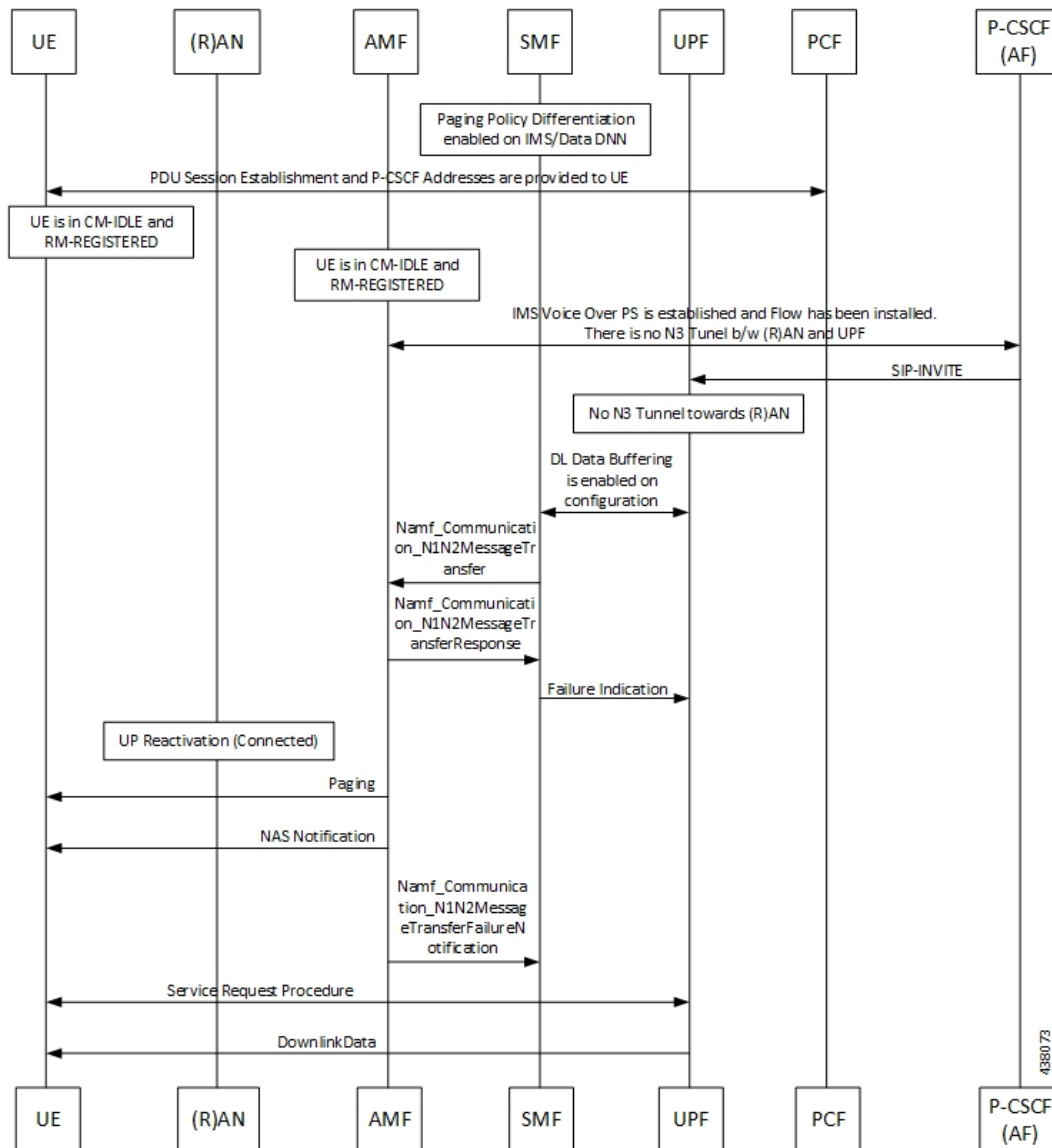 UE
(R)AN
AMF
SMF
UPF
PCF
P-CSCF
(AF)
Paging Policy Differentiation
enabled on IMS/Data DNN
PDU Session Establishment and P-CSCF Addresses are provided to UE
UE is in CM-IDLE and
RM-REGISTERED
UE is in CM-IDLE and
RM-REGISTERED
IMS Voice Over PS is established and Flow has been installed.
There is no N3 Tunel b/w (R)AN and UPF
SIP-INVITE
No N3 Tunnel towards (R)AN
DL Data Buffering
is enabled on
configuration
Namf_Communicati
on_N1N2MessageTr
ansfer
Namf_Communicati
on_N1N2MessageTr
ansferResponse
Failure Indication
UP Reactivation (Connected)
Paging
NAS Notification
Namf_Communica
tion_N1N2Messag
eTransferFailureN
otification
Service Request Procedure
DownlinkData
438073
UE
(R)AN
AMF
SMF
UPF
PCF
P-CSCF
(AF)